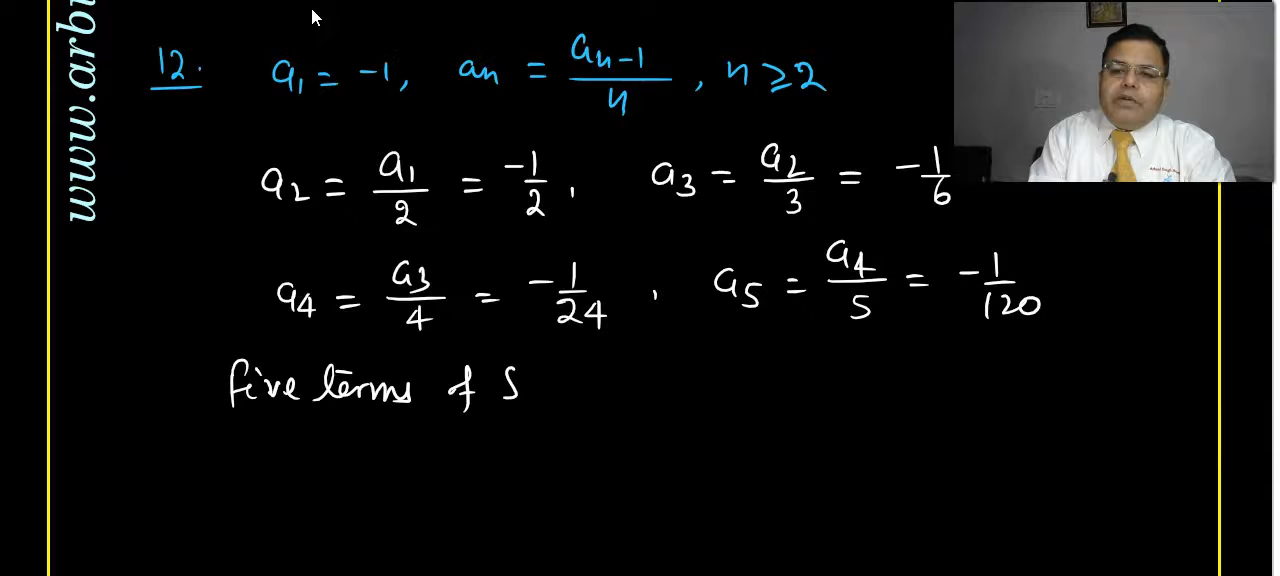 www.arbi
12. a₁ = -1, aₙ = aₙ₋₁/n, n ≥ 2
a₂ = a₁/2 = -1/2, a₃ = a₂/3 = -1/6
a₄ = a₃/4 = -1/24, a₅ = a₄/5 = -1/120
five terms of S